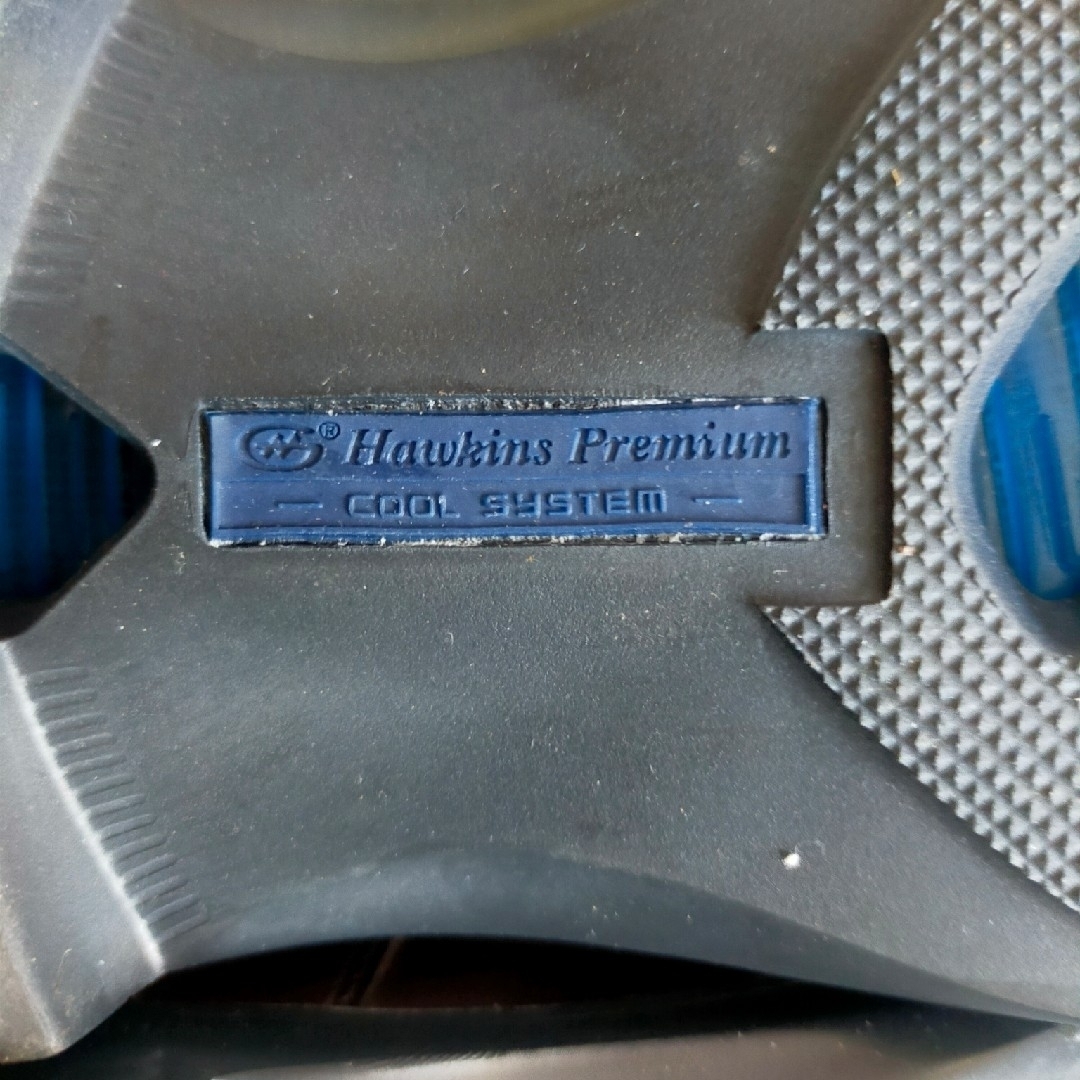 ® Hawkins Premium
— COOL SYSTEM —